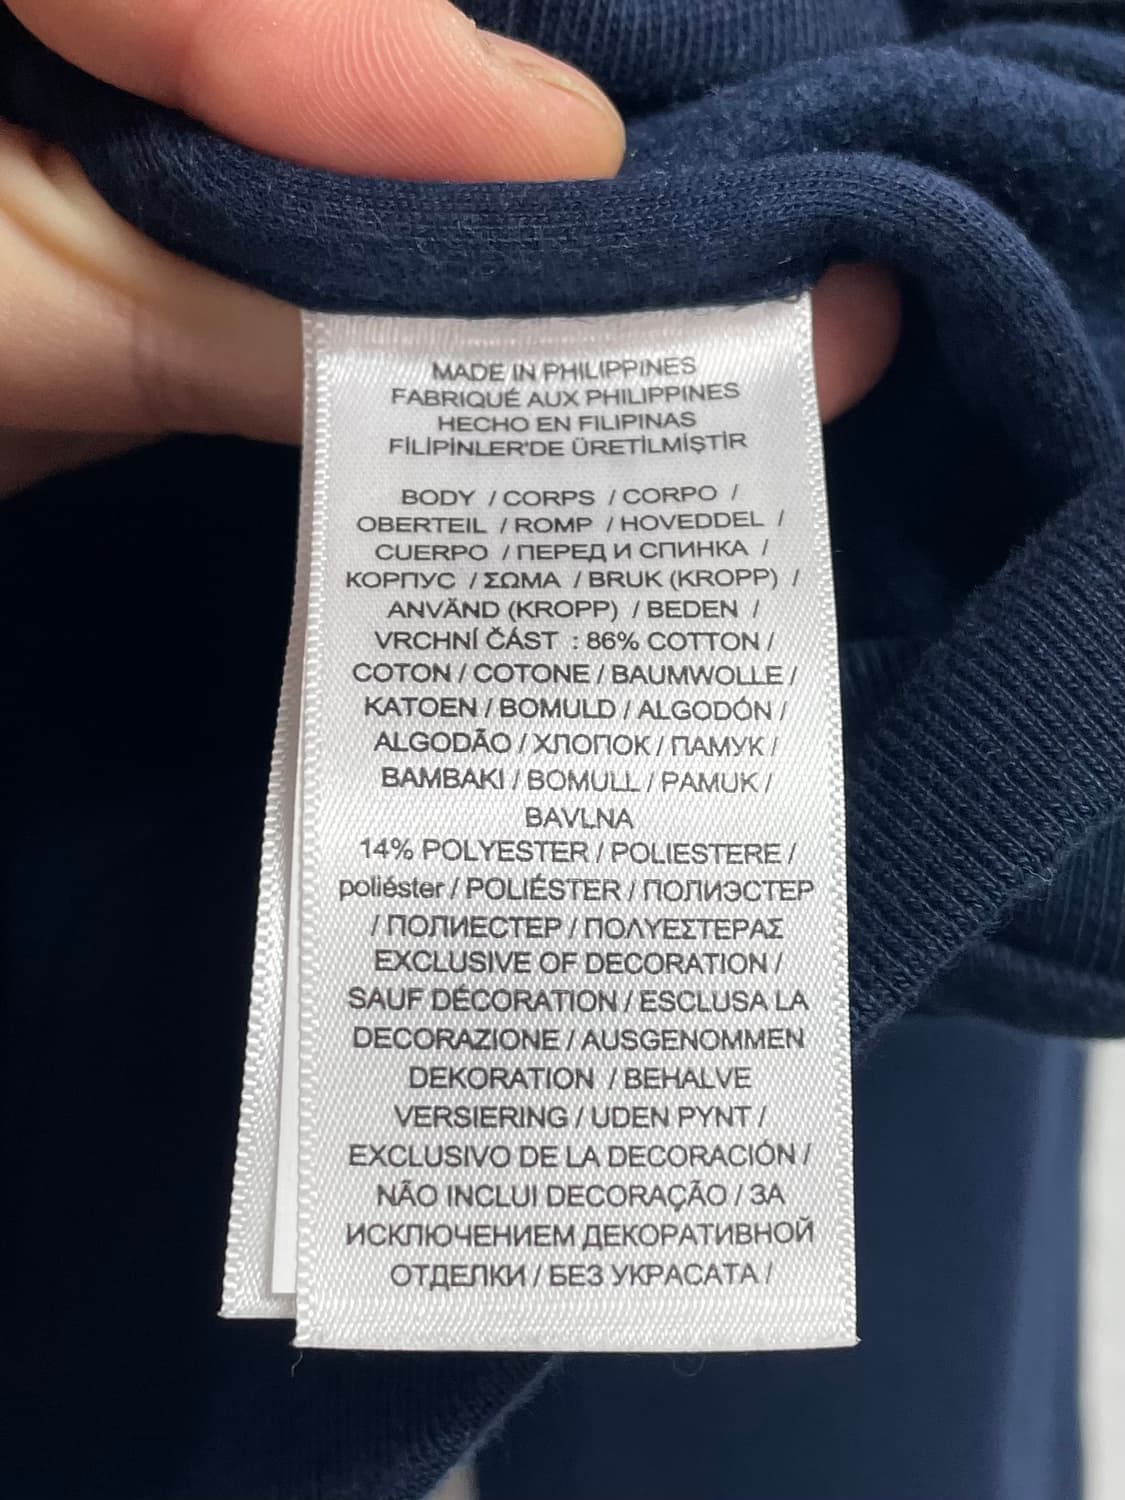 MADE IN PHILIPPINES
FABRIQUÉ AUX PHILIPPINES
HECHO EN FILIPINAS
FİLİPİNLER'DE ÜRETİLMİŞTİR
BODY / CORPS / CORPO /
OBERTEIL / ROMP / HOVEDDEL /
CUERPO / ПЕРЕД И СПИНКА /
КОРПУС / ΣΩΜΑ / BRUK (KROPP) /
ANVÄND (KROPP) / BEDEN /
VRCHNÍ ČÁST : 86% COTTON /
COTON / COTONE / BAUMWOLLE /
KATOEN / BOMULD / ALGODÓN /
ALGODÃO / ХЛОПОК / ПАМУК /
BAMBAKI / BOMULL / PAMUK /
BAVLNA
14% POLYESTER / POLIESTERE /
poliéster / POLIÉSTER / ПОЛИЭСТЕР
/ ПОЛИЕСТЕР / ΠΟΛΥΕΣΤΕΡΑΣ
EXCLUSIVE OF DECORATION /
SAUF DÉCORATION / ESCLUSA LA
DECORAZIONE / AUSGENOMMEN
DEKORATION / BEHALVE
VERSIERING / UDEN PYNT /
EXCLUSIVO DE LA DECORACIÓN /
NÃO INCLUI DECORAÇÃO / ЗА
ИСКЛЮЧЕНИЕМ ДЕКОРАТИВНОЙ
ОТДЕЛКИ / БЕЗ УКРАСАТА /